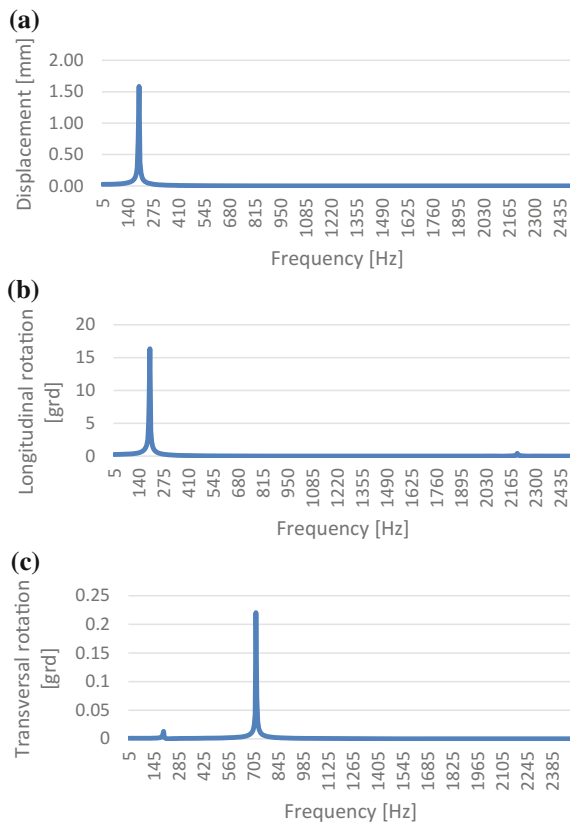 (a)
Displacement [mm]
2.00
1.50
1.00
0.50
0.00
5 140 275 410 545 680 815 950 1085 1220 1355 1490 1625 1760 1895 2030 2165 2300 2435
Frequency [Hz]
(b)
Longitudinal rotation
[grd]
20
15
10
5
0
5 140 275 410 545 680 815 950 1085 1220 1355 1490 1625 1760 1895 2030 2165 2300 2435
Frequency [Hz]
(c)
Transversal rotation
[grd]
0.25
0.2
0.15
0.1
0.05
0
5 145 285 425 565 705 845 985 1125 1265 1405 1545 1685 1825 1965 2105 2245 2385
Frequency [Hz]